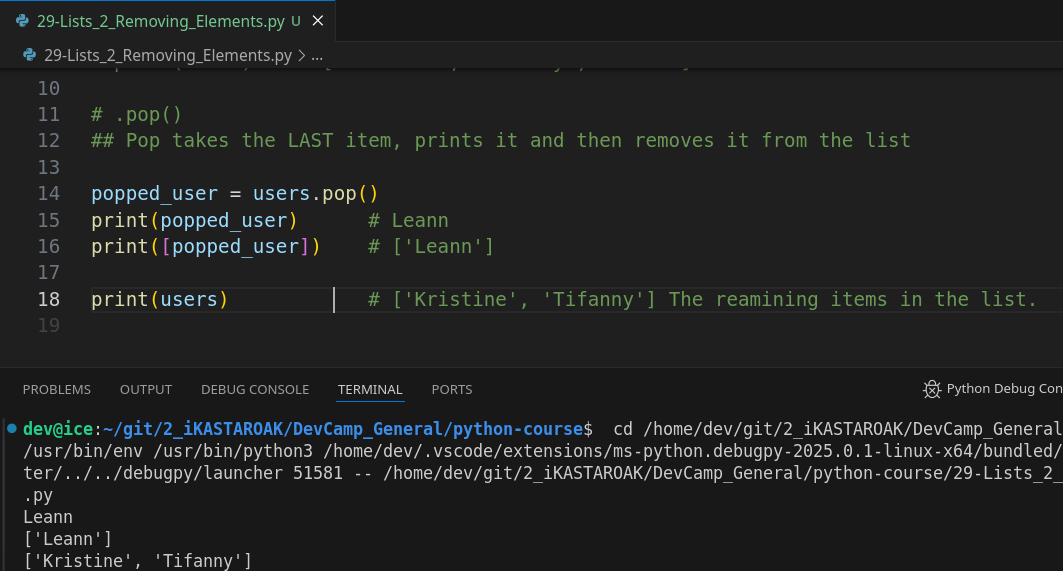 29-Lists_2_Removing_Elements.py U ×
29-Lists_2_Removing_Elements.py > ...
10
11 # .pop()
12 ## Pop takes the LAST item, prints it and then removes it from the list
13
14 popped_user = users.pop()
15 print(popped_user) # Leann
16 print([popped_user]) # ['Leann']
17
18 print(users) # ['Kristine', 'Tifanny'] The reamining items in the list.
19
PROBLEMS OUTPUT DEBUG CONSOLE TERMINAL PORTS Python Debug Con
dev@ice:~/git/2_iKASTAROAK/DevCamp_General/python-course$ cd /home/dev/git/2_iKASTAROAK/DevCamp_General
/usr/bin/env /usr/bin/python3 /home/dev/.vscode/extensions/ms-python.debugpy-2025.0.1-linux-x64/bundled/
ter/../../debugpy/launcher 51581 -- /home/dev/git/2_iKASTAROAK/DevCamp_General/python-course/29-Lists_2_
.py
Leann
['Leann']
['Kristine', 'Tifanny']